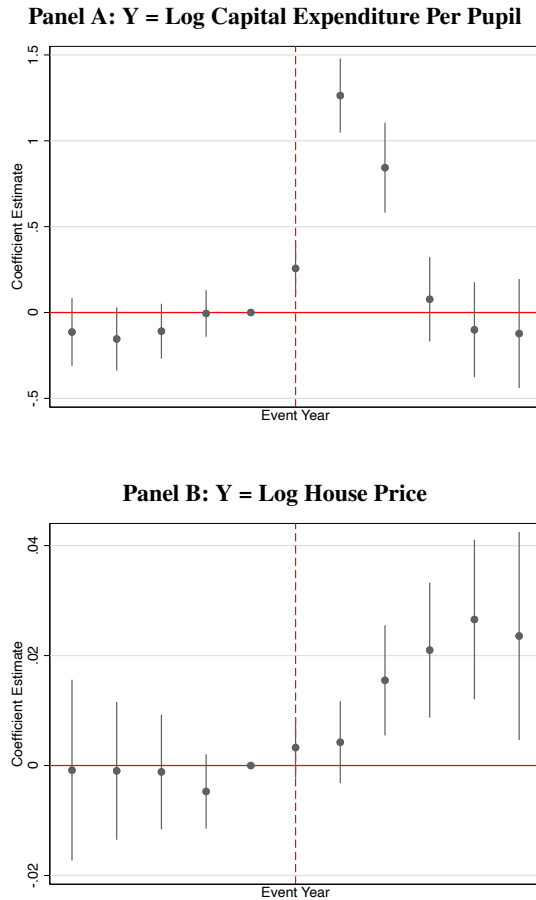 Panel A: Y = Log Capital Expenditure Per Pupil
1.5
1
.5
0
-.5
Coefficient Estimate
Event Year
Panel B: Y = Log House Price
.04
.02
0
-.02
Coefficient Estimate
Event Year